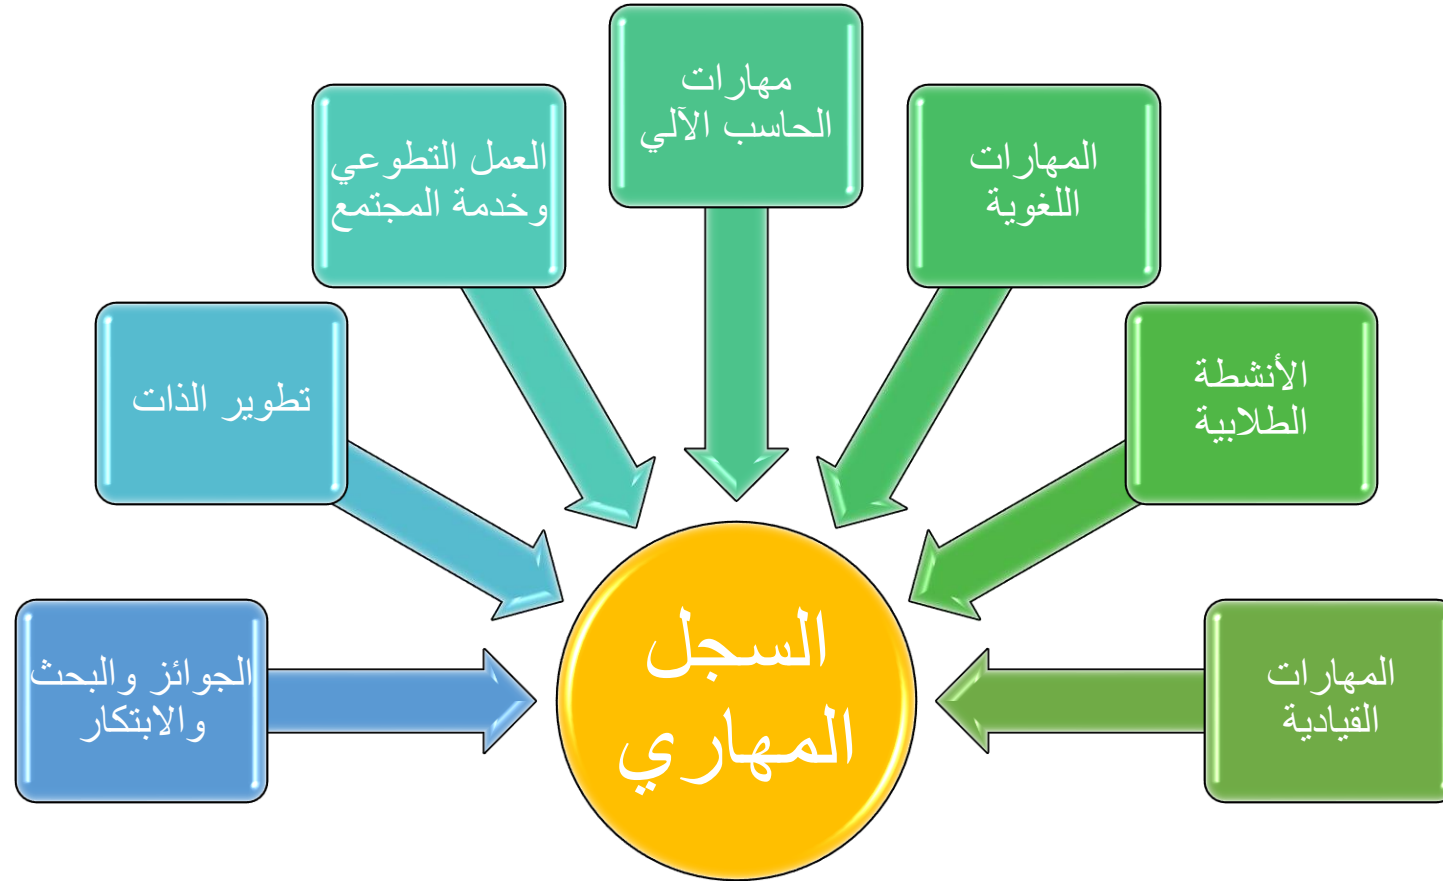 مهارات
الحاسب الآلي
المهارات
اللغوية
العمل التطوعي
وخدمة المجتمع
الأنشطة
الطلابية
تطوير الذات
المهارات
القيادية
الجوائز والبحث
والابتكار
السجل
المهاري